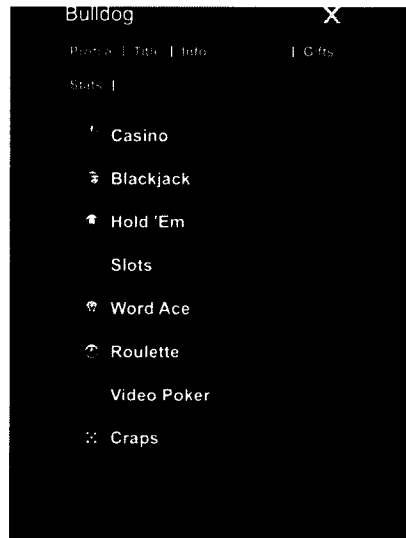 Bulldog X
Profile | Title | Info | Gifts
Stats |
Casino
Blackjack
Hold 'Em
Slots
Word Ace
Roulette
Video Poker
Craps